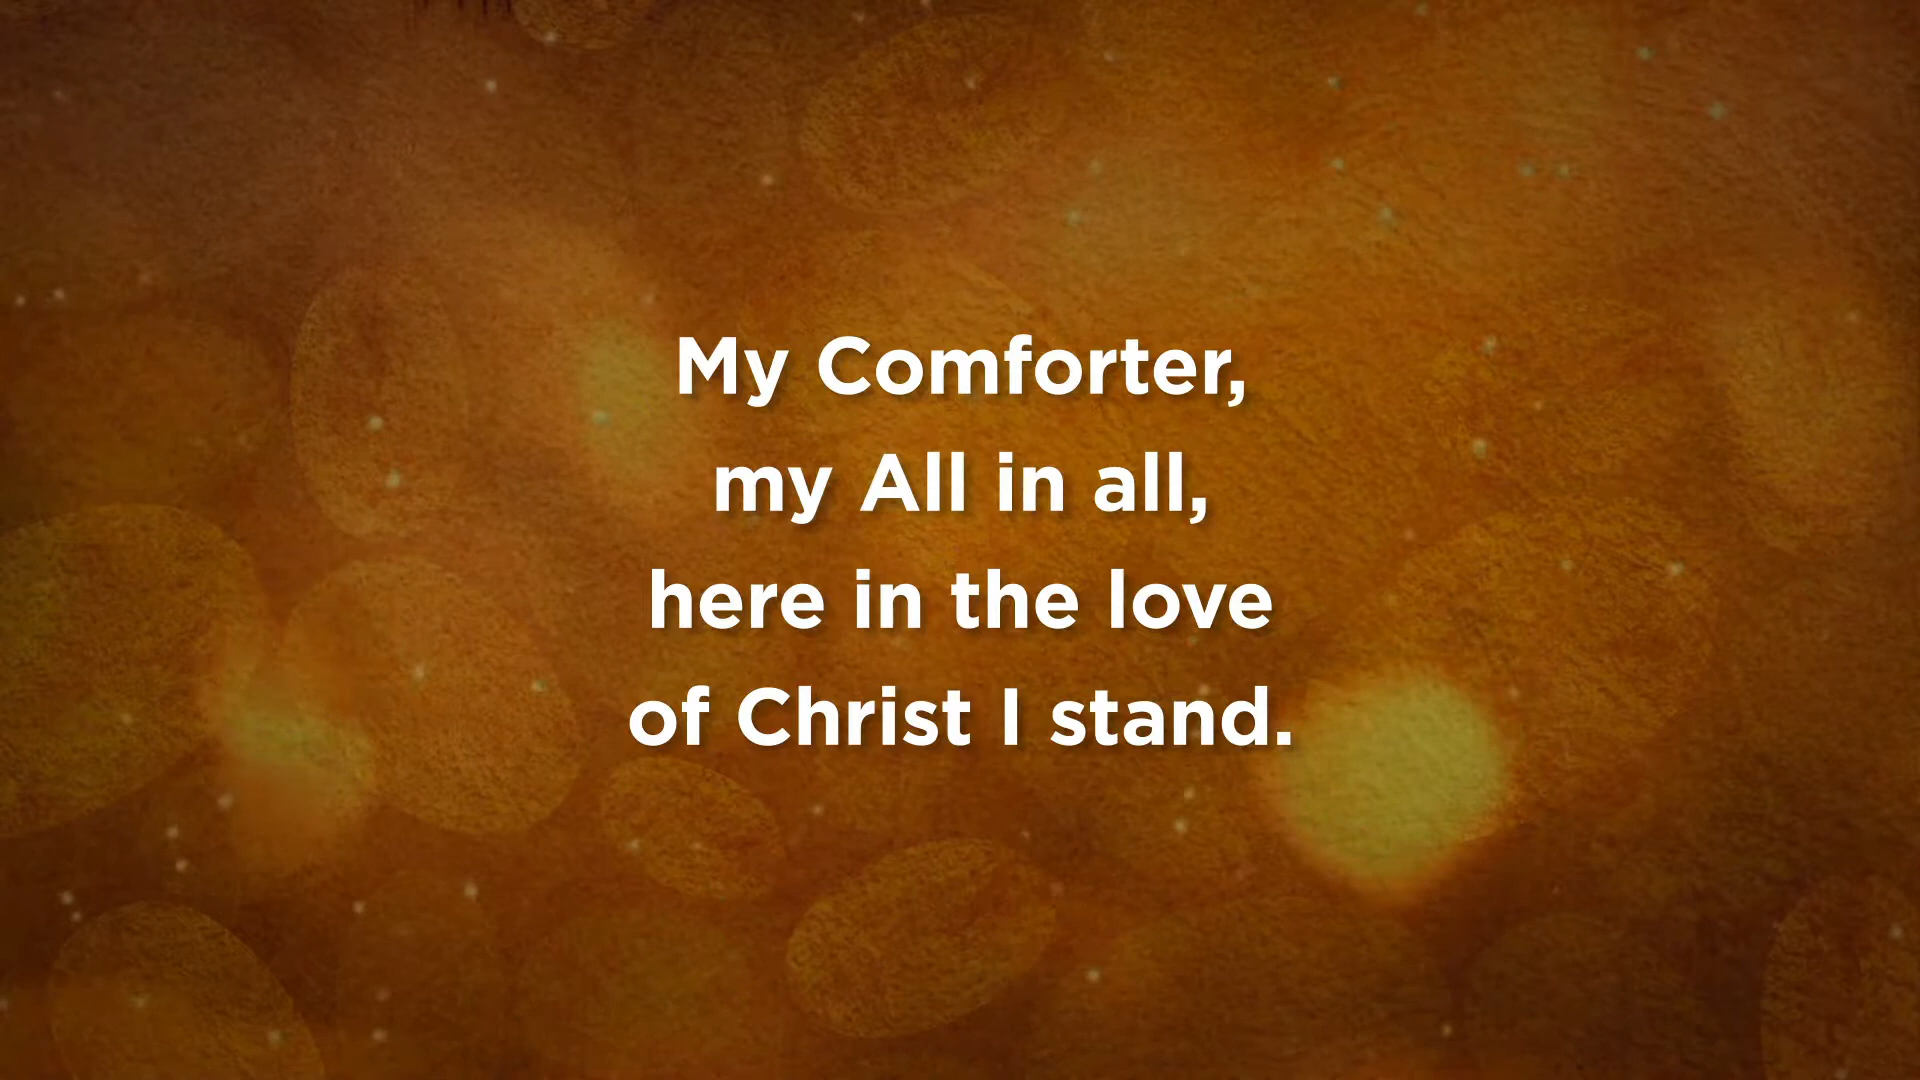 My Comforter,
my All in all,
here in the love
of Christ I stand.